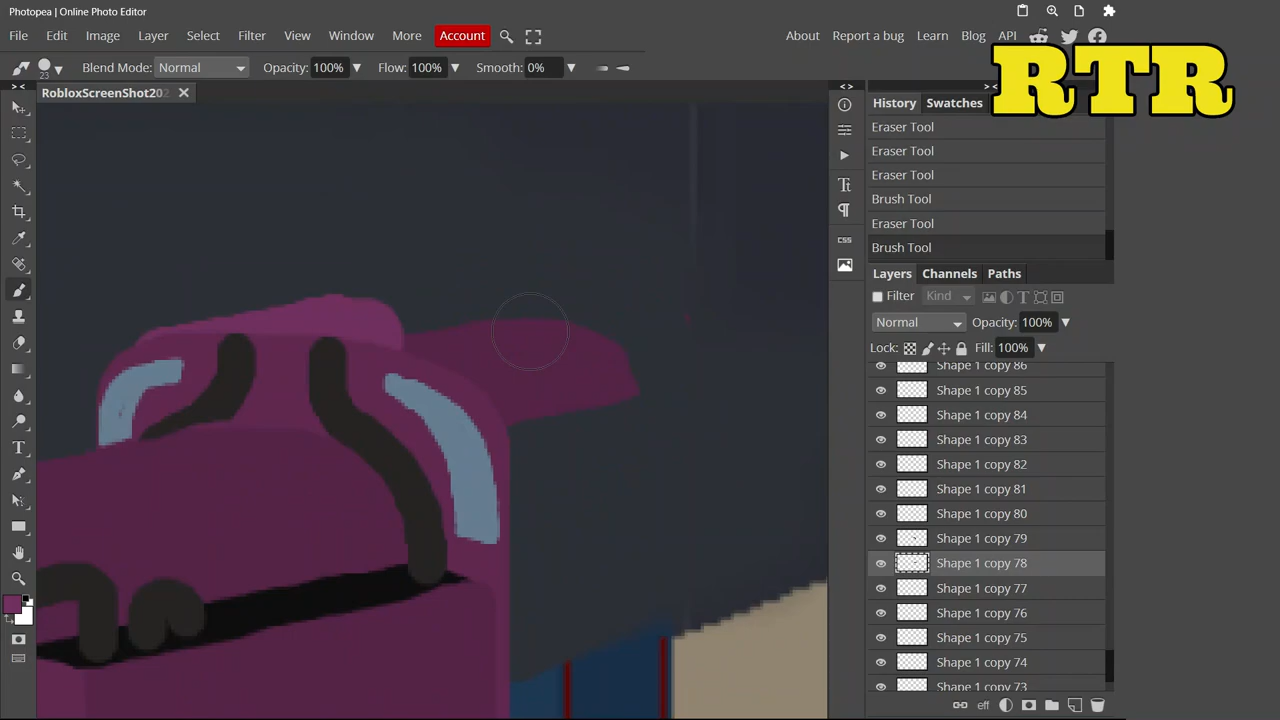 Photopea | Online Photo Editor
File Edit Image Layer Select Filter View Window More Account
About Report a bug Learn Blog API
RTR
23 Blend Mode: Normal Opacity: 100% Flow: 100% Smooth: 0%
RobloxScreenShot202
History Swatches
Eraser Tool
Eraser Tool
Eraser Tool
Brush Tool
Eraser Tool
Brush Tool
CSS
Layers Channels Paths
Filter Kind
Normal Opacity: 100%
Lock: Fill: 100%
Shape 1 copy 86
Shape 1 copy 85
Shape 1 copy 84
Shape 1 copy 83
Shape 1 copy 82
Shape 1 copy 81
Shape 1 copy 80
Shape 1 copy 79
Shape 1 copy 78
Shape 1 copy 77
Shape 1 copy 76
Shape 1 copy 75
Shape 1 copy 74
Shape 1 copy 73
eff